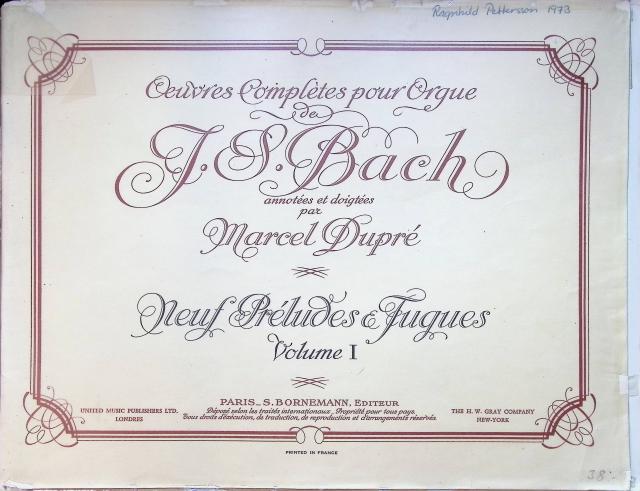 Ragnhild Pettersson 1973
Oeuvres Complètes pour Orgue
de
J. S. Bach
annotées et doigtées
par
Marcel Dupré
Neuf Préludes & Fugues
Volume I
PARIS_S. BORNEMANN, EDITEUR
UNITED MUSIC PUBLISHERS LTD.
LONDRES
Déposé selon les traités internationaux, Propriété pour tous pays.
Tous droits d'exécution, de traduction, de reproduction et d'arrangements réservés.
THE H. W. GRAY COMPANY
NEW-YORK
PRINTED IN FRANCE
38:-